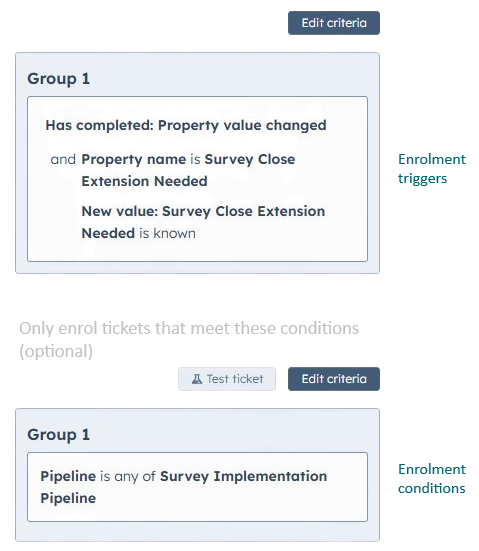 Edit criteria
Group 1
Has completed: Property value changed
and Property name is Survey Close
Extension Needed
New value: Survey Close Extension
Needed is known
Enrolment
triggers
Only enrol tickets that meet these conditions
(optional)
Test ticket
Edit criteria
Group 1
Pipeline is any of Survey Implementation
Pipeline
Enrolment
conditions